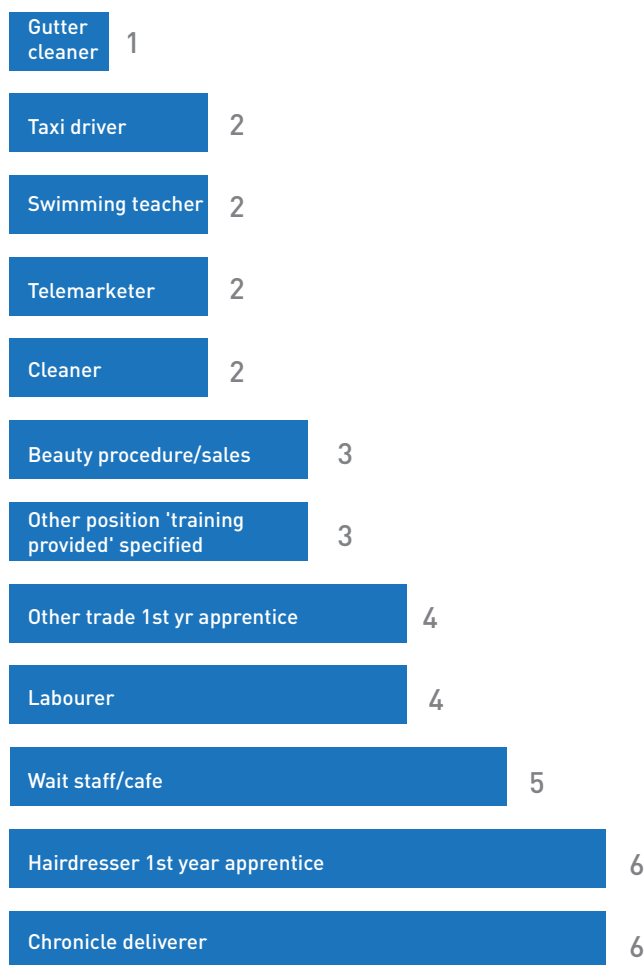 Gutter
cleaner
1
Taxi driver
2
Swimming teacher
2
Telemarketer
2
Cleaner
2
Beauty procedure/sales
3
Other position 'training
provided' specified
3
Other trade 1st yr apprentice
4
Labourer
4
Wait staff/cafe
5
Hairdresser 1st year apprentice
6
Chronicle deliverer
6